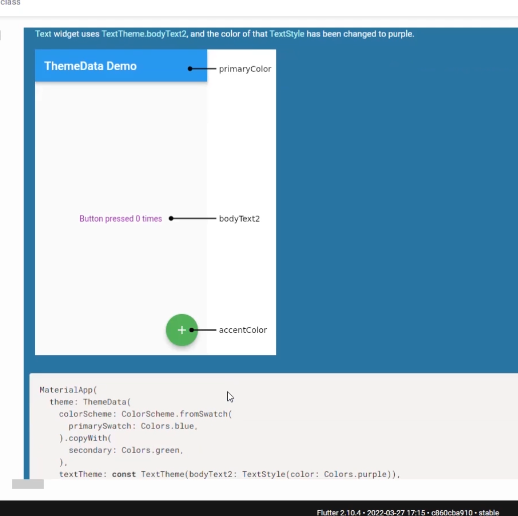 class
Text widget uses TextTheme.bodyText2, and the color of that TextStyle has been changed to purple.
ThemeData Demo
primaryColor
Button pressed 0 times
bodyText2
+
accentColor
MaterialApp(
theme: ThemeData(
colorScheme: ColorScheme.fromSwatch(
primarySwatch: Colors.blue,
).copyWith(
secondary: Colors.green,
),
textTheme: const TextTheme(bodyText2: TextStyle(color: Colors.purple)),
Flutter 2.10.4 • 2022-03-27 17:15 • c860cba910 • stable